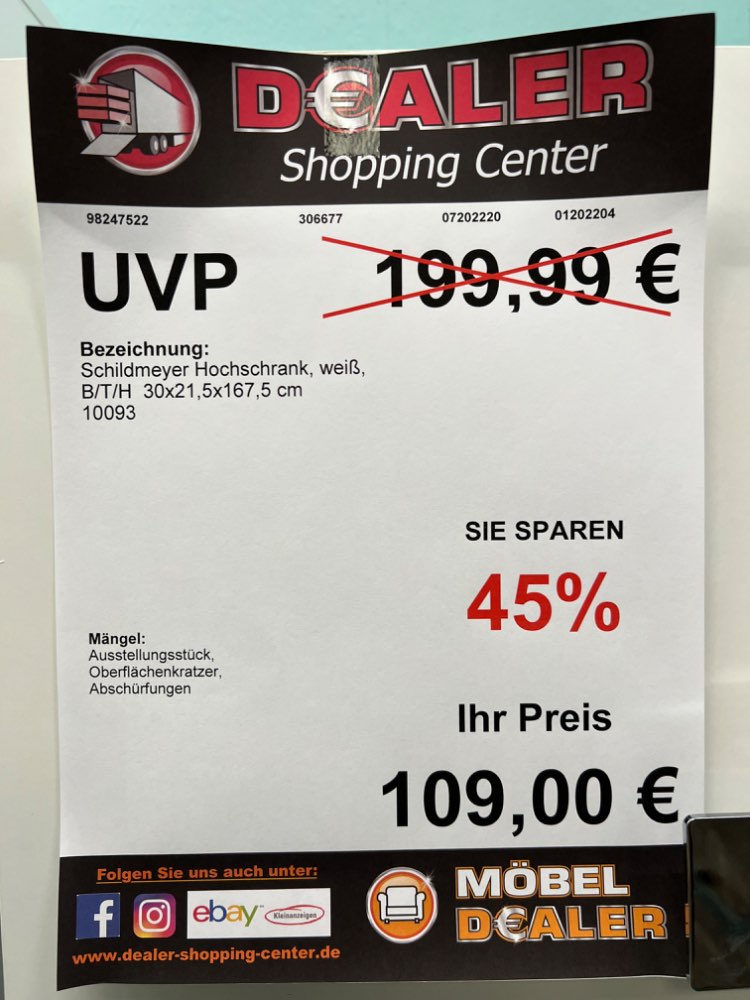 D€ALER
Shopping Center
98247522 306677 07202220 01202204
UVP 199,99 €
Bezeichnung:
Schildmeyer Hochschrank, weiß,
B/T/H 30x21,5x167,5 cm
10093
SIE SPAREN
45%
Mängel:
Ausstellungsstück,
Oberflächenkratzer,
Abschürfungen
Ihr Preis
109,00 €
Folgen Sie uns auch unter:
ebay Kleinanzeigen
www.dealer-shopping-center.de
MÖBEL
D€ALER